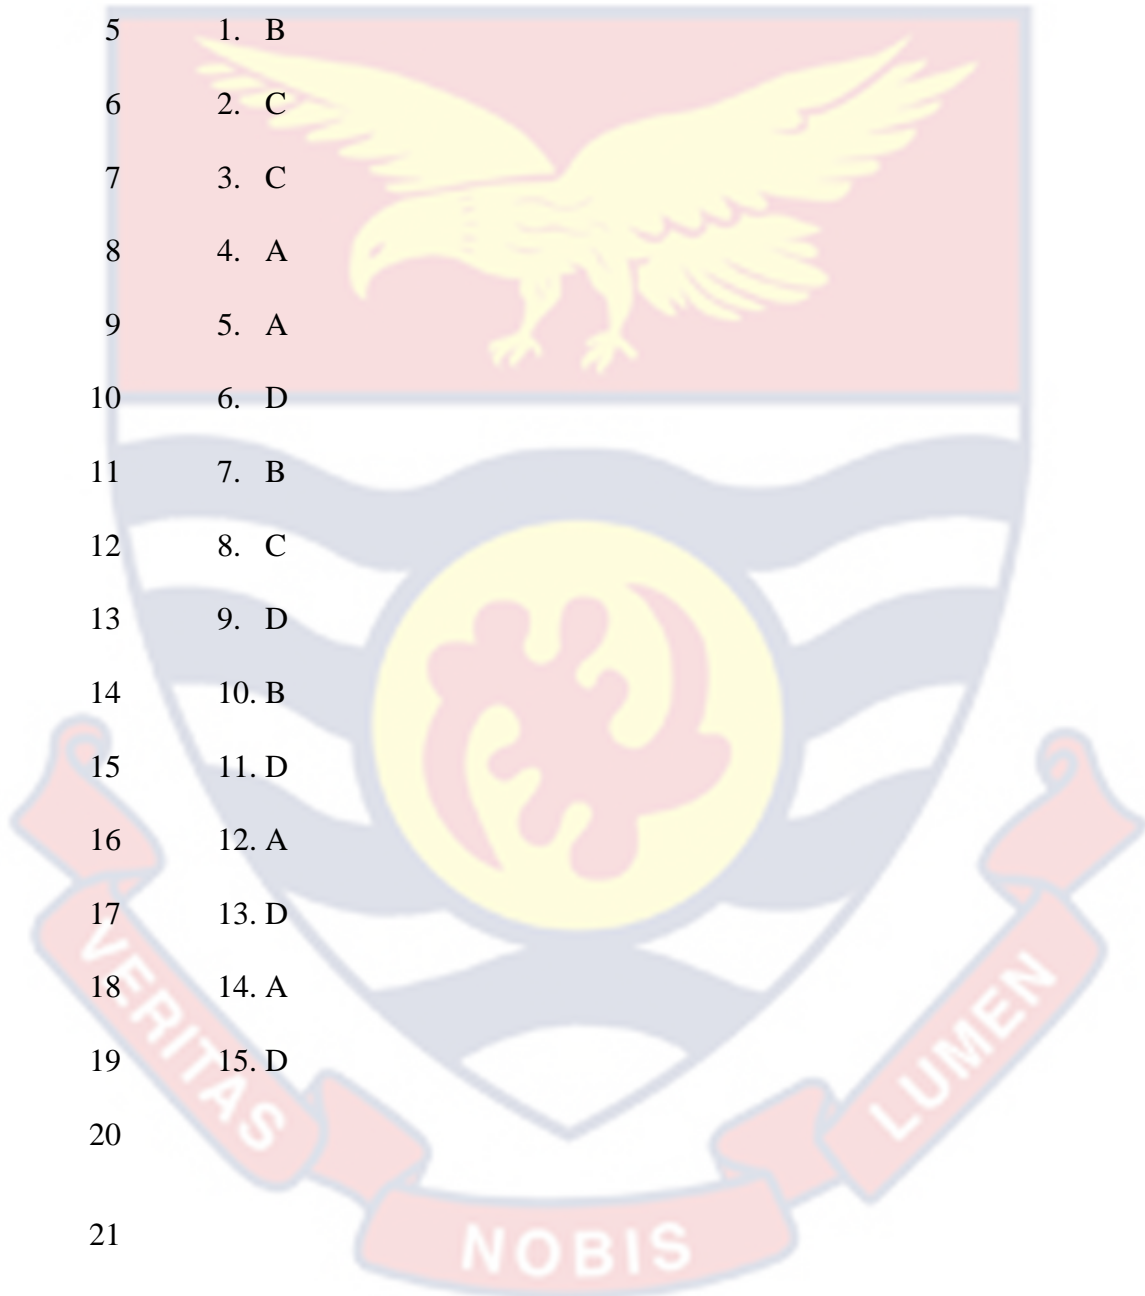 5 1. B
6 2. C
7 3. C
8 4. A
9 5. A
10 6. D
11 7. B
12 8. C
13 9. D
14 10. B
15 11. D
16 12. A
17 13. D
18 14. A
19 15. D
20
21
VERITAS
NOBIS
LUMEN